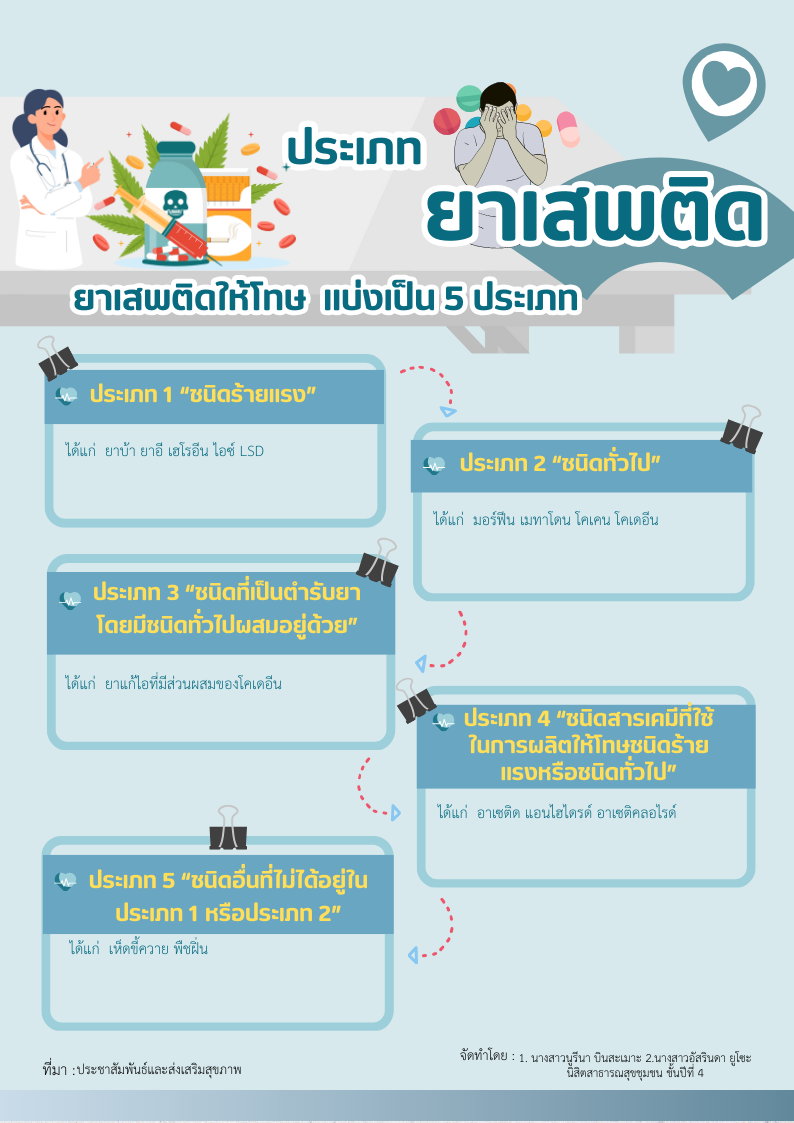 ประเภท
ยาเสพติด
ยาเสพติดให้โทษ แบ่งเป็น 5 ประเภท
ประเภท 1 “ชนิดร้ายแรง”
ได้แก่ ยาบ้า ยาอี เฮโรอีน ไอซ์ LSD
ประเภท 2 “ชนิดทั่วไป”
ได้แก่ มอร์ฟีน เมทาโดน โคเคน โคเดอีน
ประเภท 3 “ชนิดที่เป็นตำรับยา
โดยมีชนิดทั่วไปผสมอยู่ด้วย”
ได้แก่ ยาแก้ไอที่มีส่วนผสมของโคเดอีน
ประเภท 4 “ชนิดสารเคมีที่ใช้
ในการผลิตให้โทษชนิดร้าย
แรงหรือชนิดทั่วไป”
ได้แก่ อาเซติด แอนไฮไดรด์ อาเซติคลอไรด์
ประเภท 5 “ชนิดอื่นที่ไม่ได้อยู่ใน
ประเภท 1 หรือประเภท 2”
ได้แก่ เห็ดขี้ควาย พืชฝิ่น
ที่มา :ประชาสัมพันธ์และส่งเสริมสุขภาพ
จัดทำโดย : 1. นางสาวนูรีนา บินสะเมาะ 2.นางสาวอัสรินดา ยูโซะ
นิสิตสาธารณสุขชุมชน ชั้นปีที่ 4